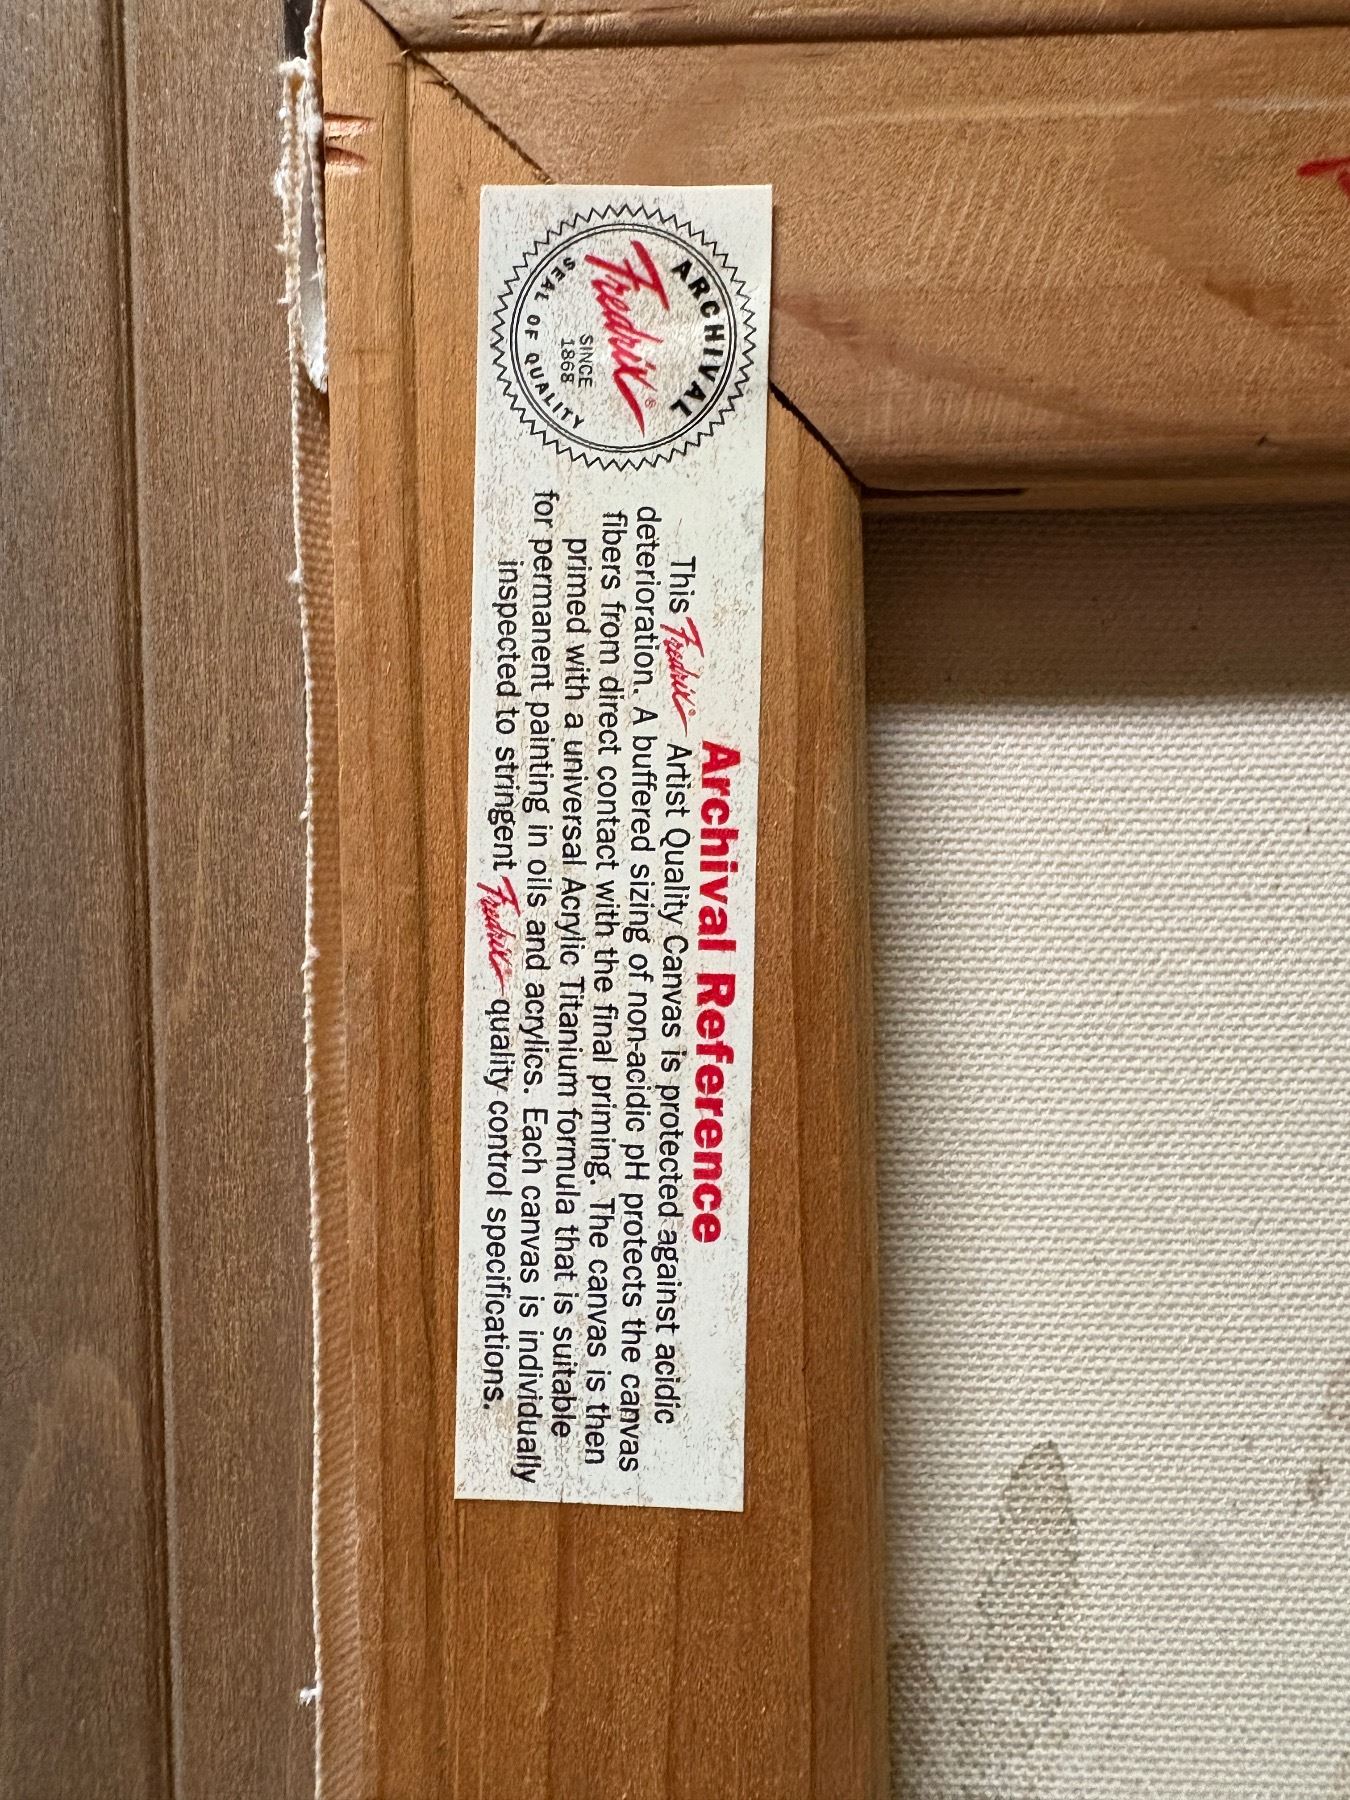 ARCHIVAL
Fredrix®
SINCE
1868
SEAL OF QUALITY
Archival Reference
This Fredrix® Artist Quality Canvas is protected against acidic
deterioration. A buffered sizing of non-acidic pH protects the canvas
fibers from direct contact with the final priming. The canvas is then
primed with a universal Acrylic Titanium formula that is suitable
for permanent painting in oils and acrylics. Each canvas is individually
inspected to stringent Fredrix® quality control specifications.